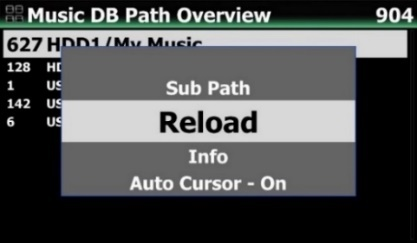 Music DB Path Overview 904
627 HDD1/My Music
128
1
142
6
Sub Path
Reload
Info
Auto Cursor - On